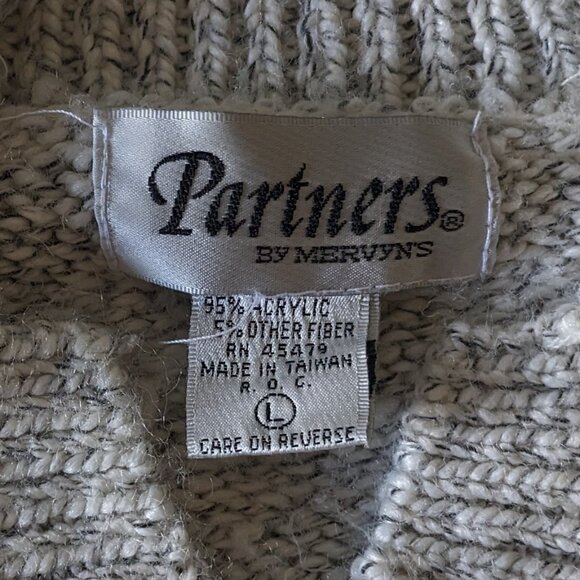 Partners®
BY MERVYN'S
95% ACRYLIC
5% OTHER FIBER
RN 45479
MADE IN TAIWAN
R. O. C.
L
CARE ON REVERSE